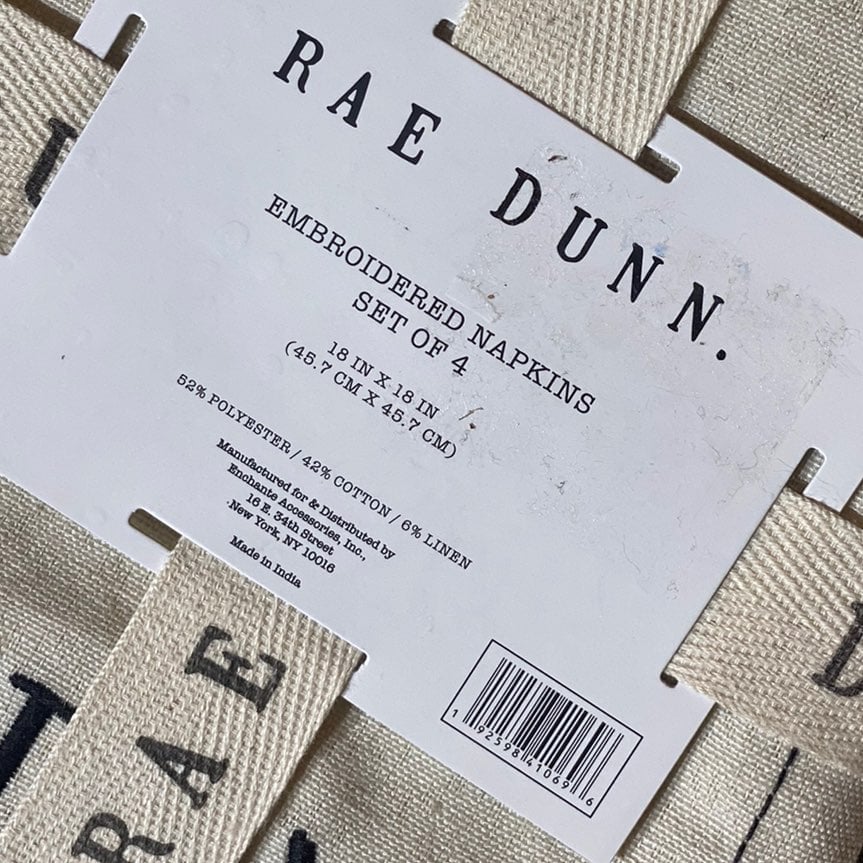 RAE DUNN.
EMBROIDERED NAPKINS
SET OF 4
18 IN X 18 IN
(45.7 CM X 45.7 CM)
52% POLYESTER / 42% COTTON / 6% LINEN
Manufactured for & Distributed by
Enchante Accessories, Inc.,
16 E. 34th Street
New York, NY 10016
Made in India
1 92598 41069 6
RAE
D